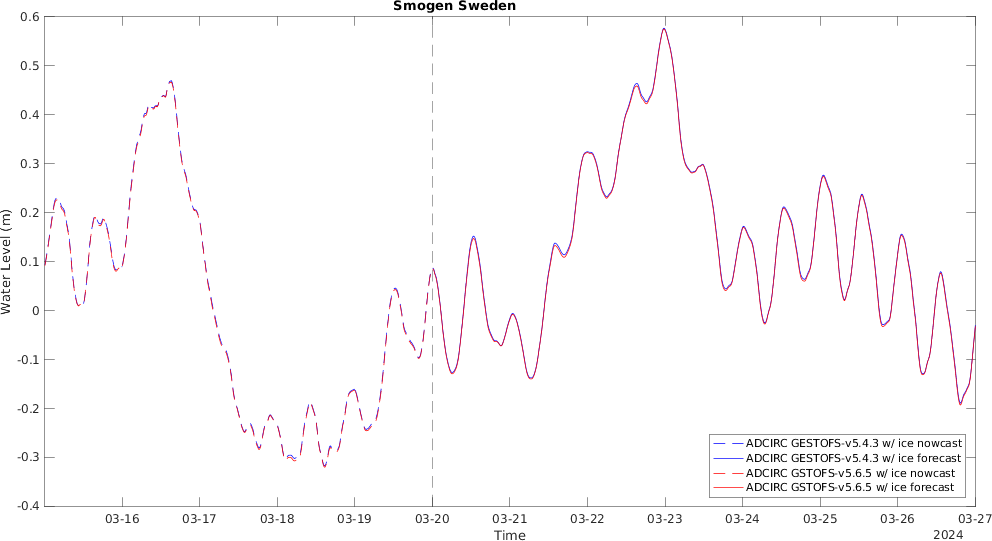 Smogen Sweden
0.6
0.5
0.4
0.3
0.2
0.1
0
-0.1
-0.2
-0.3
-0.4
Water Level (m)
ADCIRC GESTOFS-v5.4.3 w/ ice nowcast
ADCIRC GESTOFS-v5.4.3 w/ ice forecast
ADCIRC GSTOFS-v5.6.5 w/ ice nowcast
ADCIRC GSTOFS-v5.6.5 w/ ice forecast
03-16 03-17 03-18 03-19 03-20 03-21 03-22 03-23 03-24 03-25 03-26 03-27
Time
2024